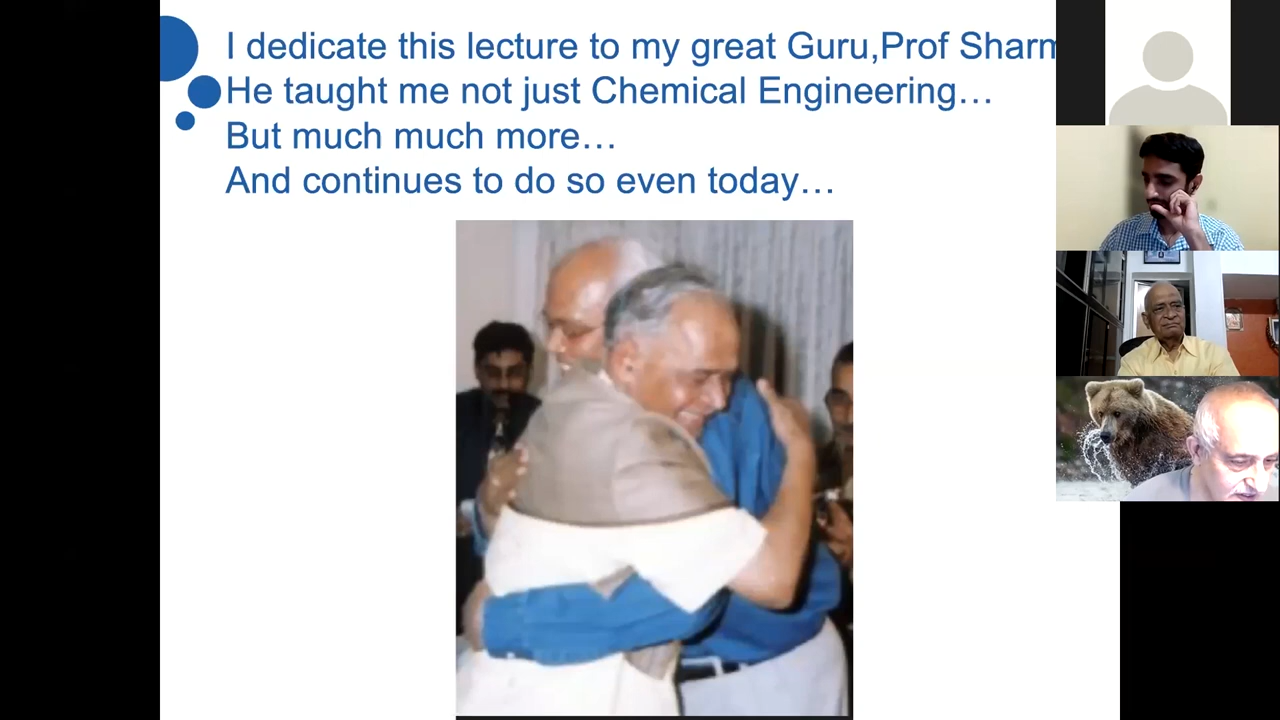 I dedicate this lecture to my great Guru,Prof Sharm
He taught me not just Chemical Engineering…
But much much more…
And continues to do so even today…